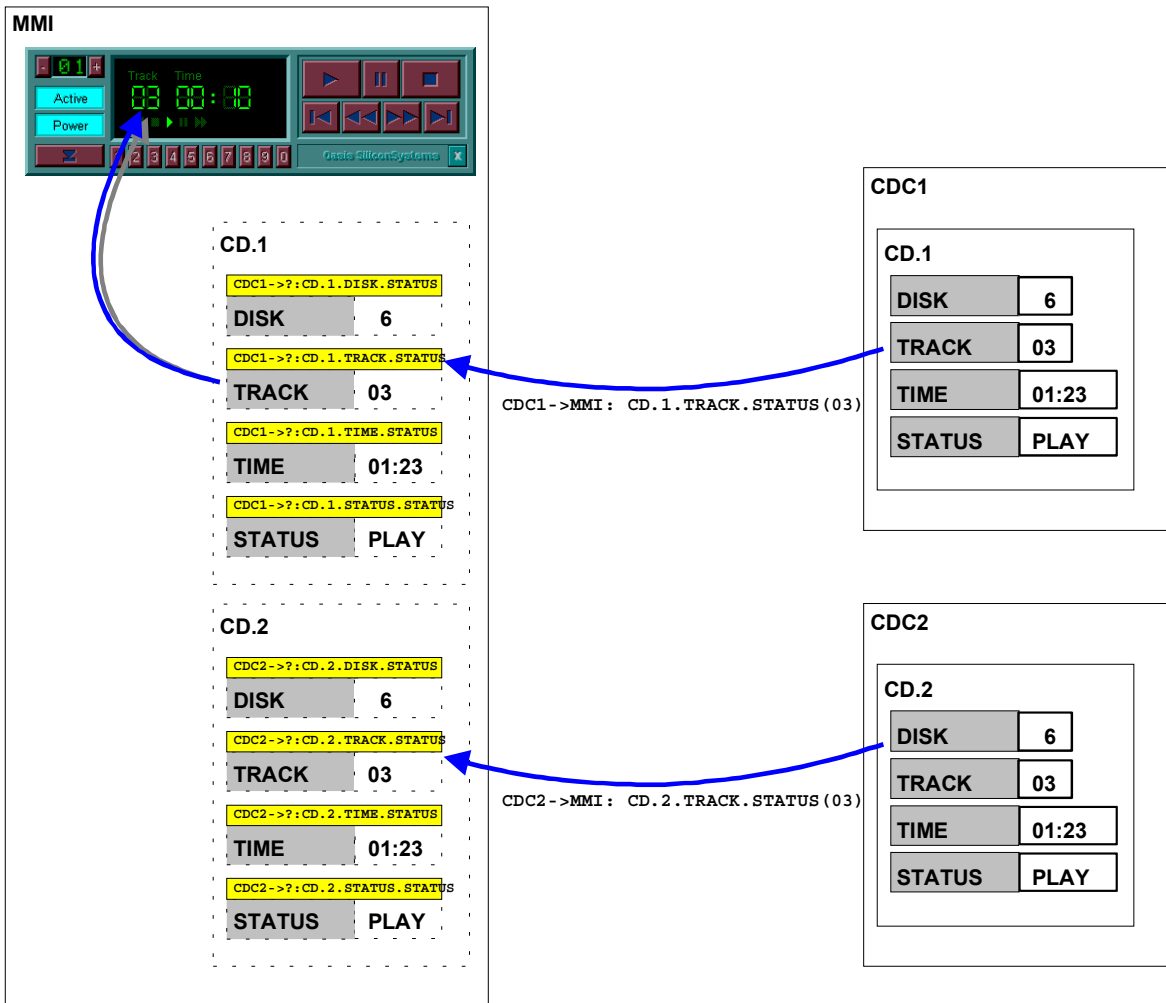 MMI
- 01 +
Track Time
Active
03 00:10
Power
2 3 4 5 6 7 8 9 0
Oasis SiliconSystems
X
CD.1
CDC1->?:CD.1.DISK.STATUS
DISK 6
CDC1->?:CD.1.TRACK.STATUS
TRACK 03
CDC1->?:CD.1.TIME.STATUS
TIME 01:23
CDC1->?:CD.1.STATUS.STATUS
STATUS PLAY
CD.2
CDC2->?:CD.2.DISK.STATUS
DISK 6
CDC2->?:CD.2.TRACK.STATUS
TRACK 03
CDC2->?:CD.2.TIME.STATUS
TIME 01:23
CDC2->?:CD.2.STATUS.STATUS
STATUS PLAY
CDC1->MMI: CD.1.TRACK.STATUS(03)
CDC2->MMI: CD.2.TRACK.STATUS(03)
CDC1
CD.1
DISK 6
TRACK 03
TIME 01:23
STATUS PLAY
CDC2
CD.2
DISK 6
TRACK 03
TIME 01:23
STATUS PLAY